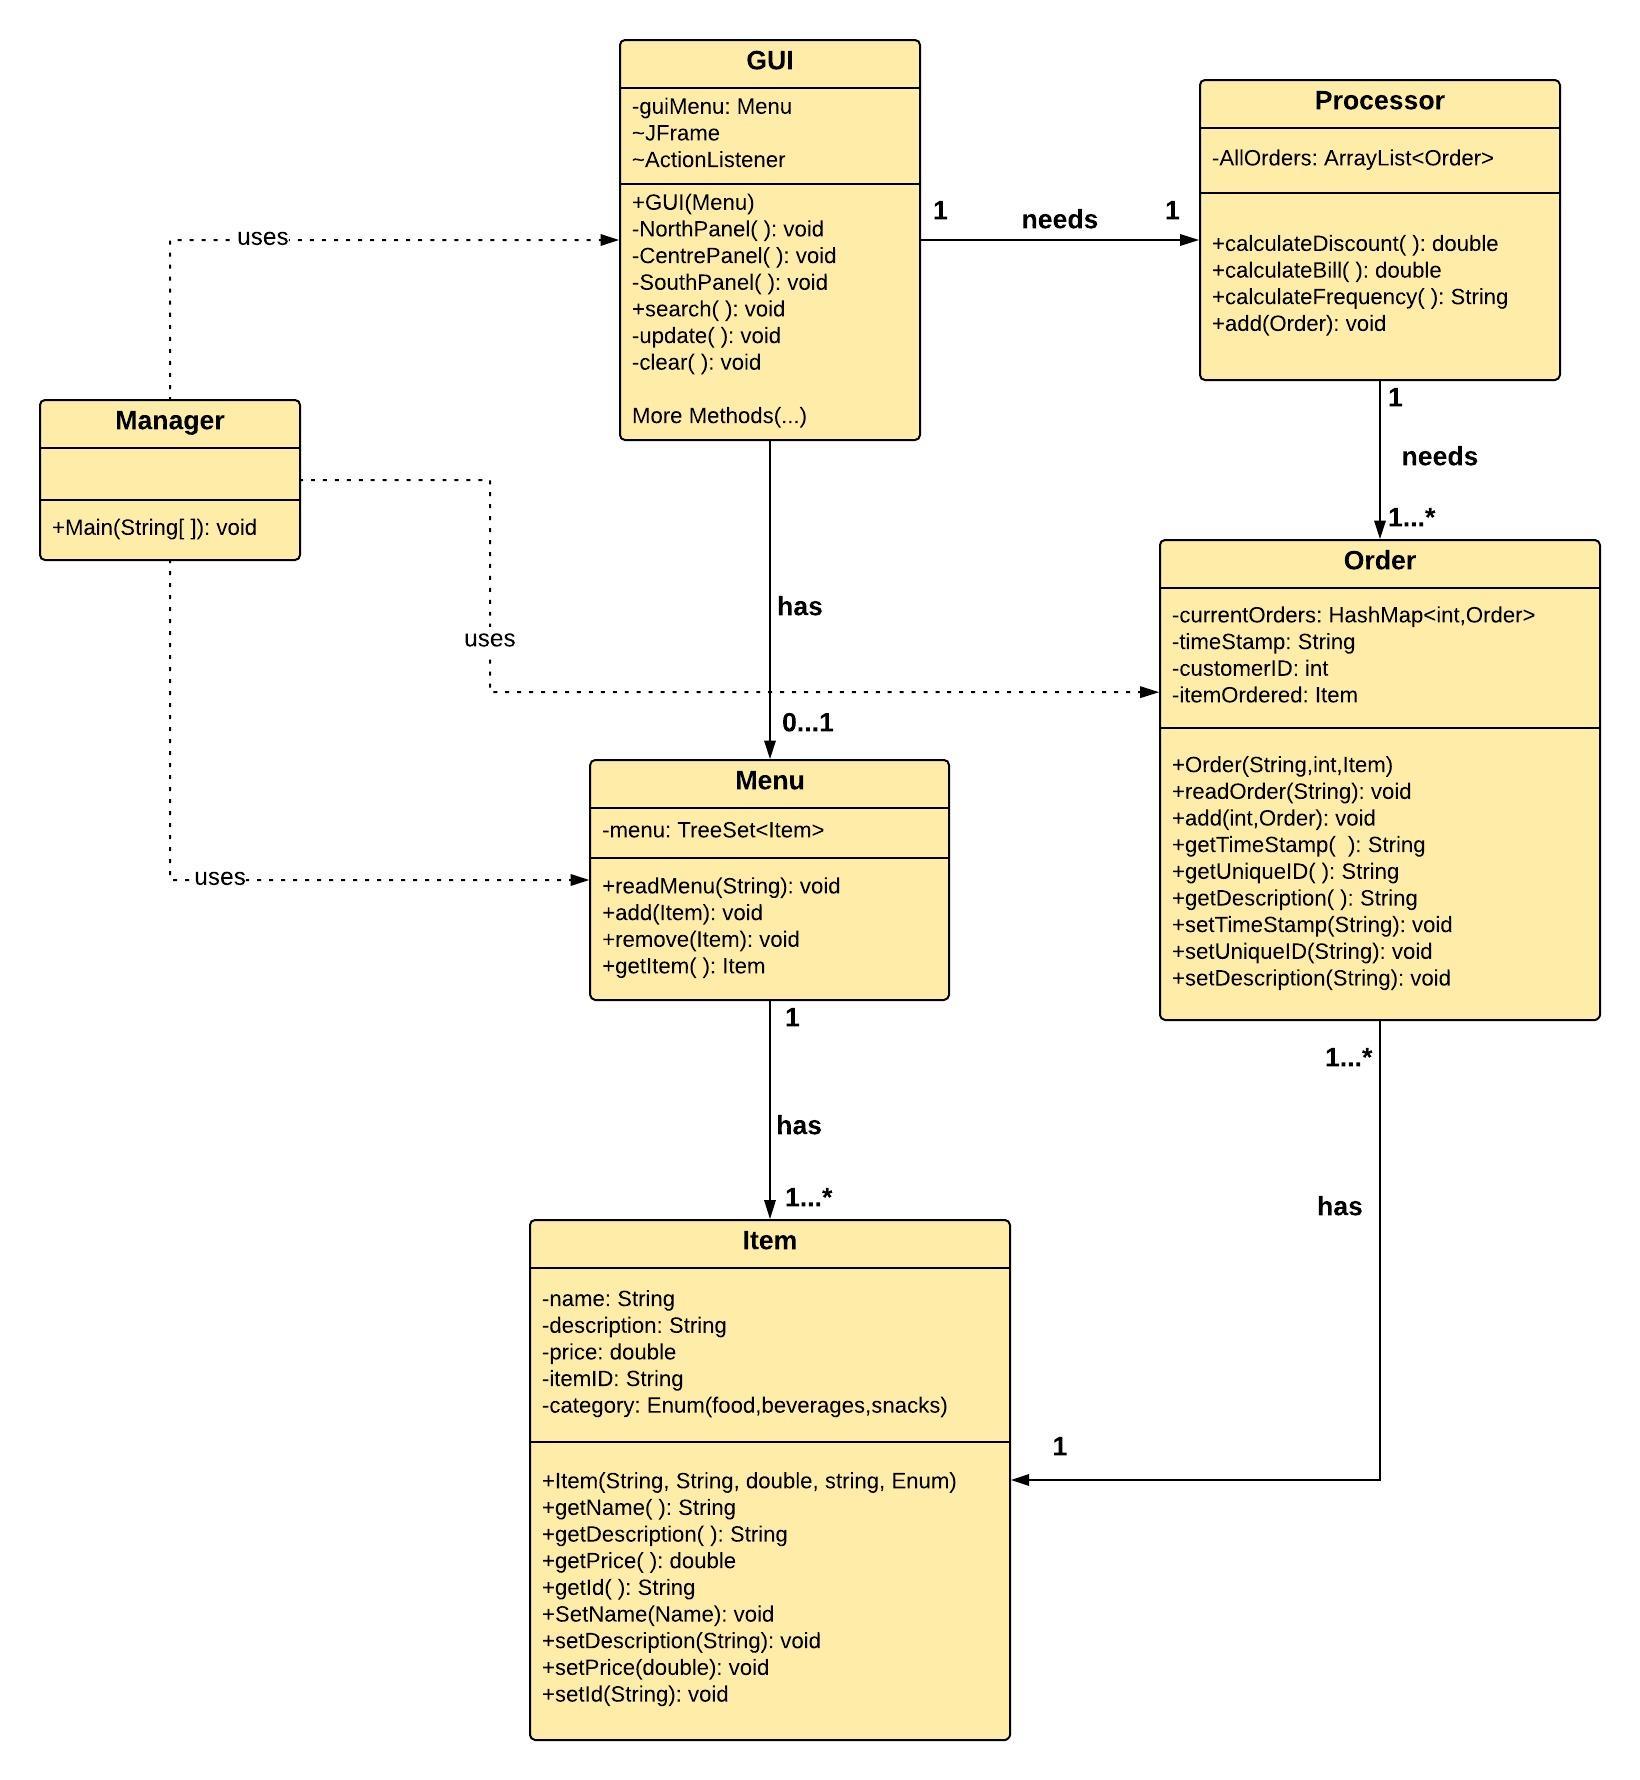 GUI
-guiMenu: Menu
~JFrame
~ActionListener
+GUI(Menu)
-NorthPanel( ): void
-CentrePanel( ): void
-SouthPanel( ): void
+search( ): void
-update( ): void
-clear( ): void
More Methods(...)
1
needs
1
Processor
-AllOrders: ArrayList<Order>
+calculateDiscount( ): double
+calculateBill( ): double
+calculateFrequency( ): String
+add(Order): void
uses
Manager
+Main(String[ ]): void
uses
uses
has
0...1
1
needs
1...*
Order
-currentOrders: HashMap<int,Order>
-timeStamp: String
-customerID: int
-itemOrdered: Item
+Order(String,int,Item)
+readOrder(String): void
+add(int,Order): void
+getTimeStamp(  ): String
+getUniqueID( ): String
+getDescription( ): String
+setTimeStamp(String): void
+setUniqueID(String): void
+setDescription(String): void
Menu
-menu: TreeSet<Item>
+readMenu(String): void
+add(Item): void
+remove(Item): void
+getItem( ): Item
1
has
1...*
1...*
has
1
Item
-name: String
-description: String
-price: double
-itemID: String
-category: Enum(food,beverages,snacks)
+Item(String, String, double, string, Enum)
+getName( ): String
+getDescription( ): String
+getPrice( ): double
+getId( ): String
+SetName(Name): void
+setDescription(String): void
+setPrice(double): void
+setId(String): void